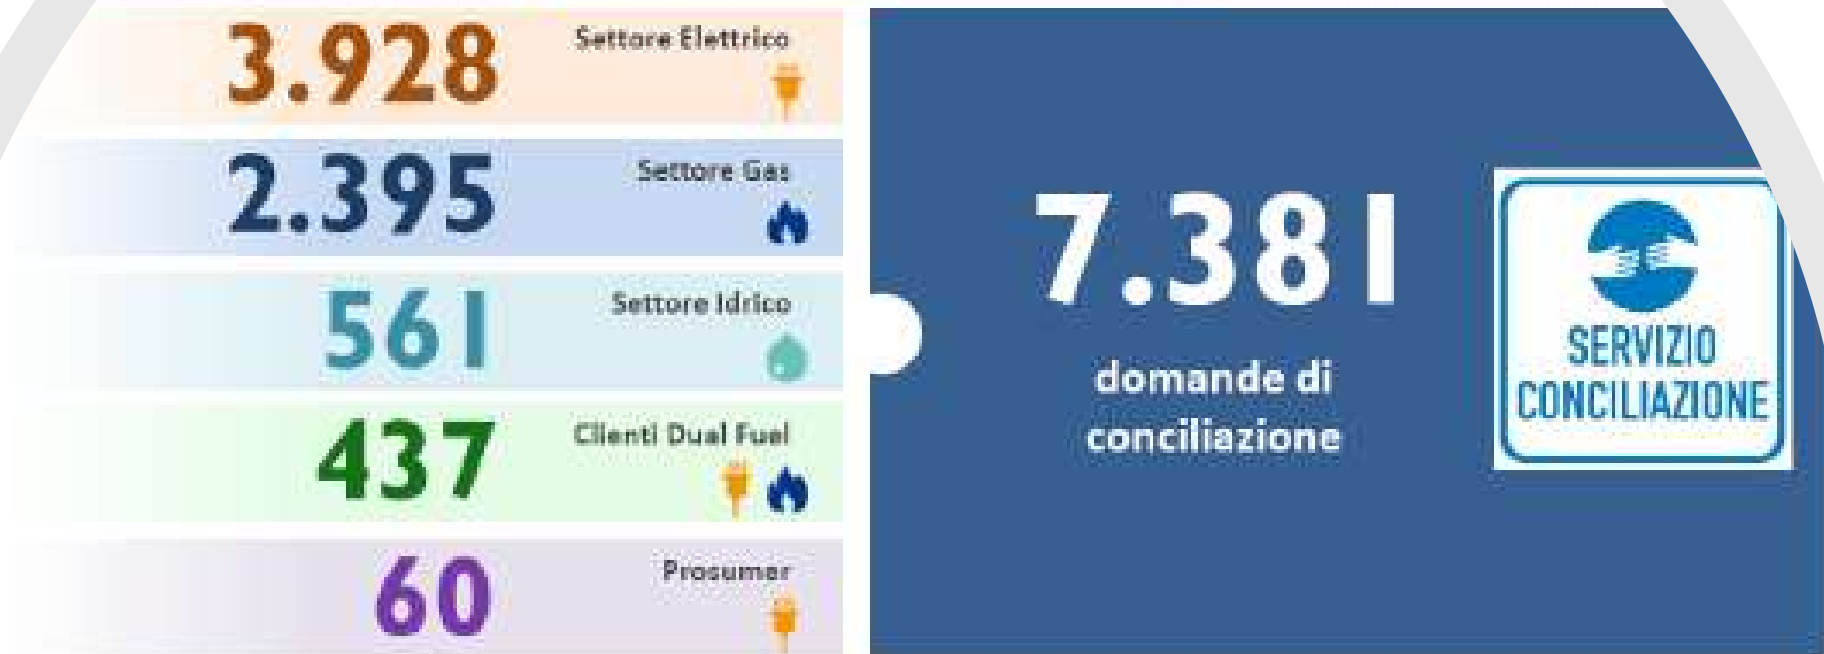 3.928
Settore Elettrico
2.395
Settore Gas
561
Settore Idrico
437
Clienti Dual Fuel
60
Prosumer
7.381
domande di
conciliazione
SERVIZIO
CONCILIAZIONE